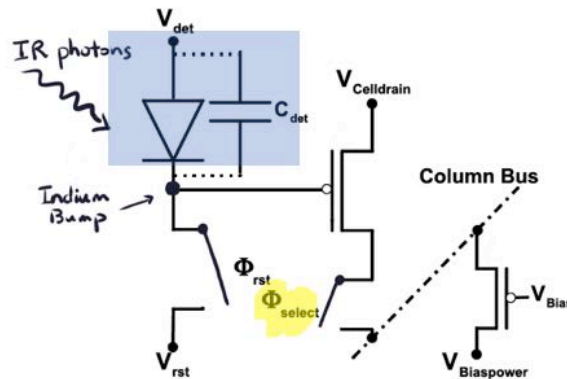 V_det
IR photons
C_det
V_Celldrain
Indium
Bump
Column Bus
Φ_rst
Φ_select
V_Bias
V_rst
V_Biaspower